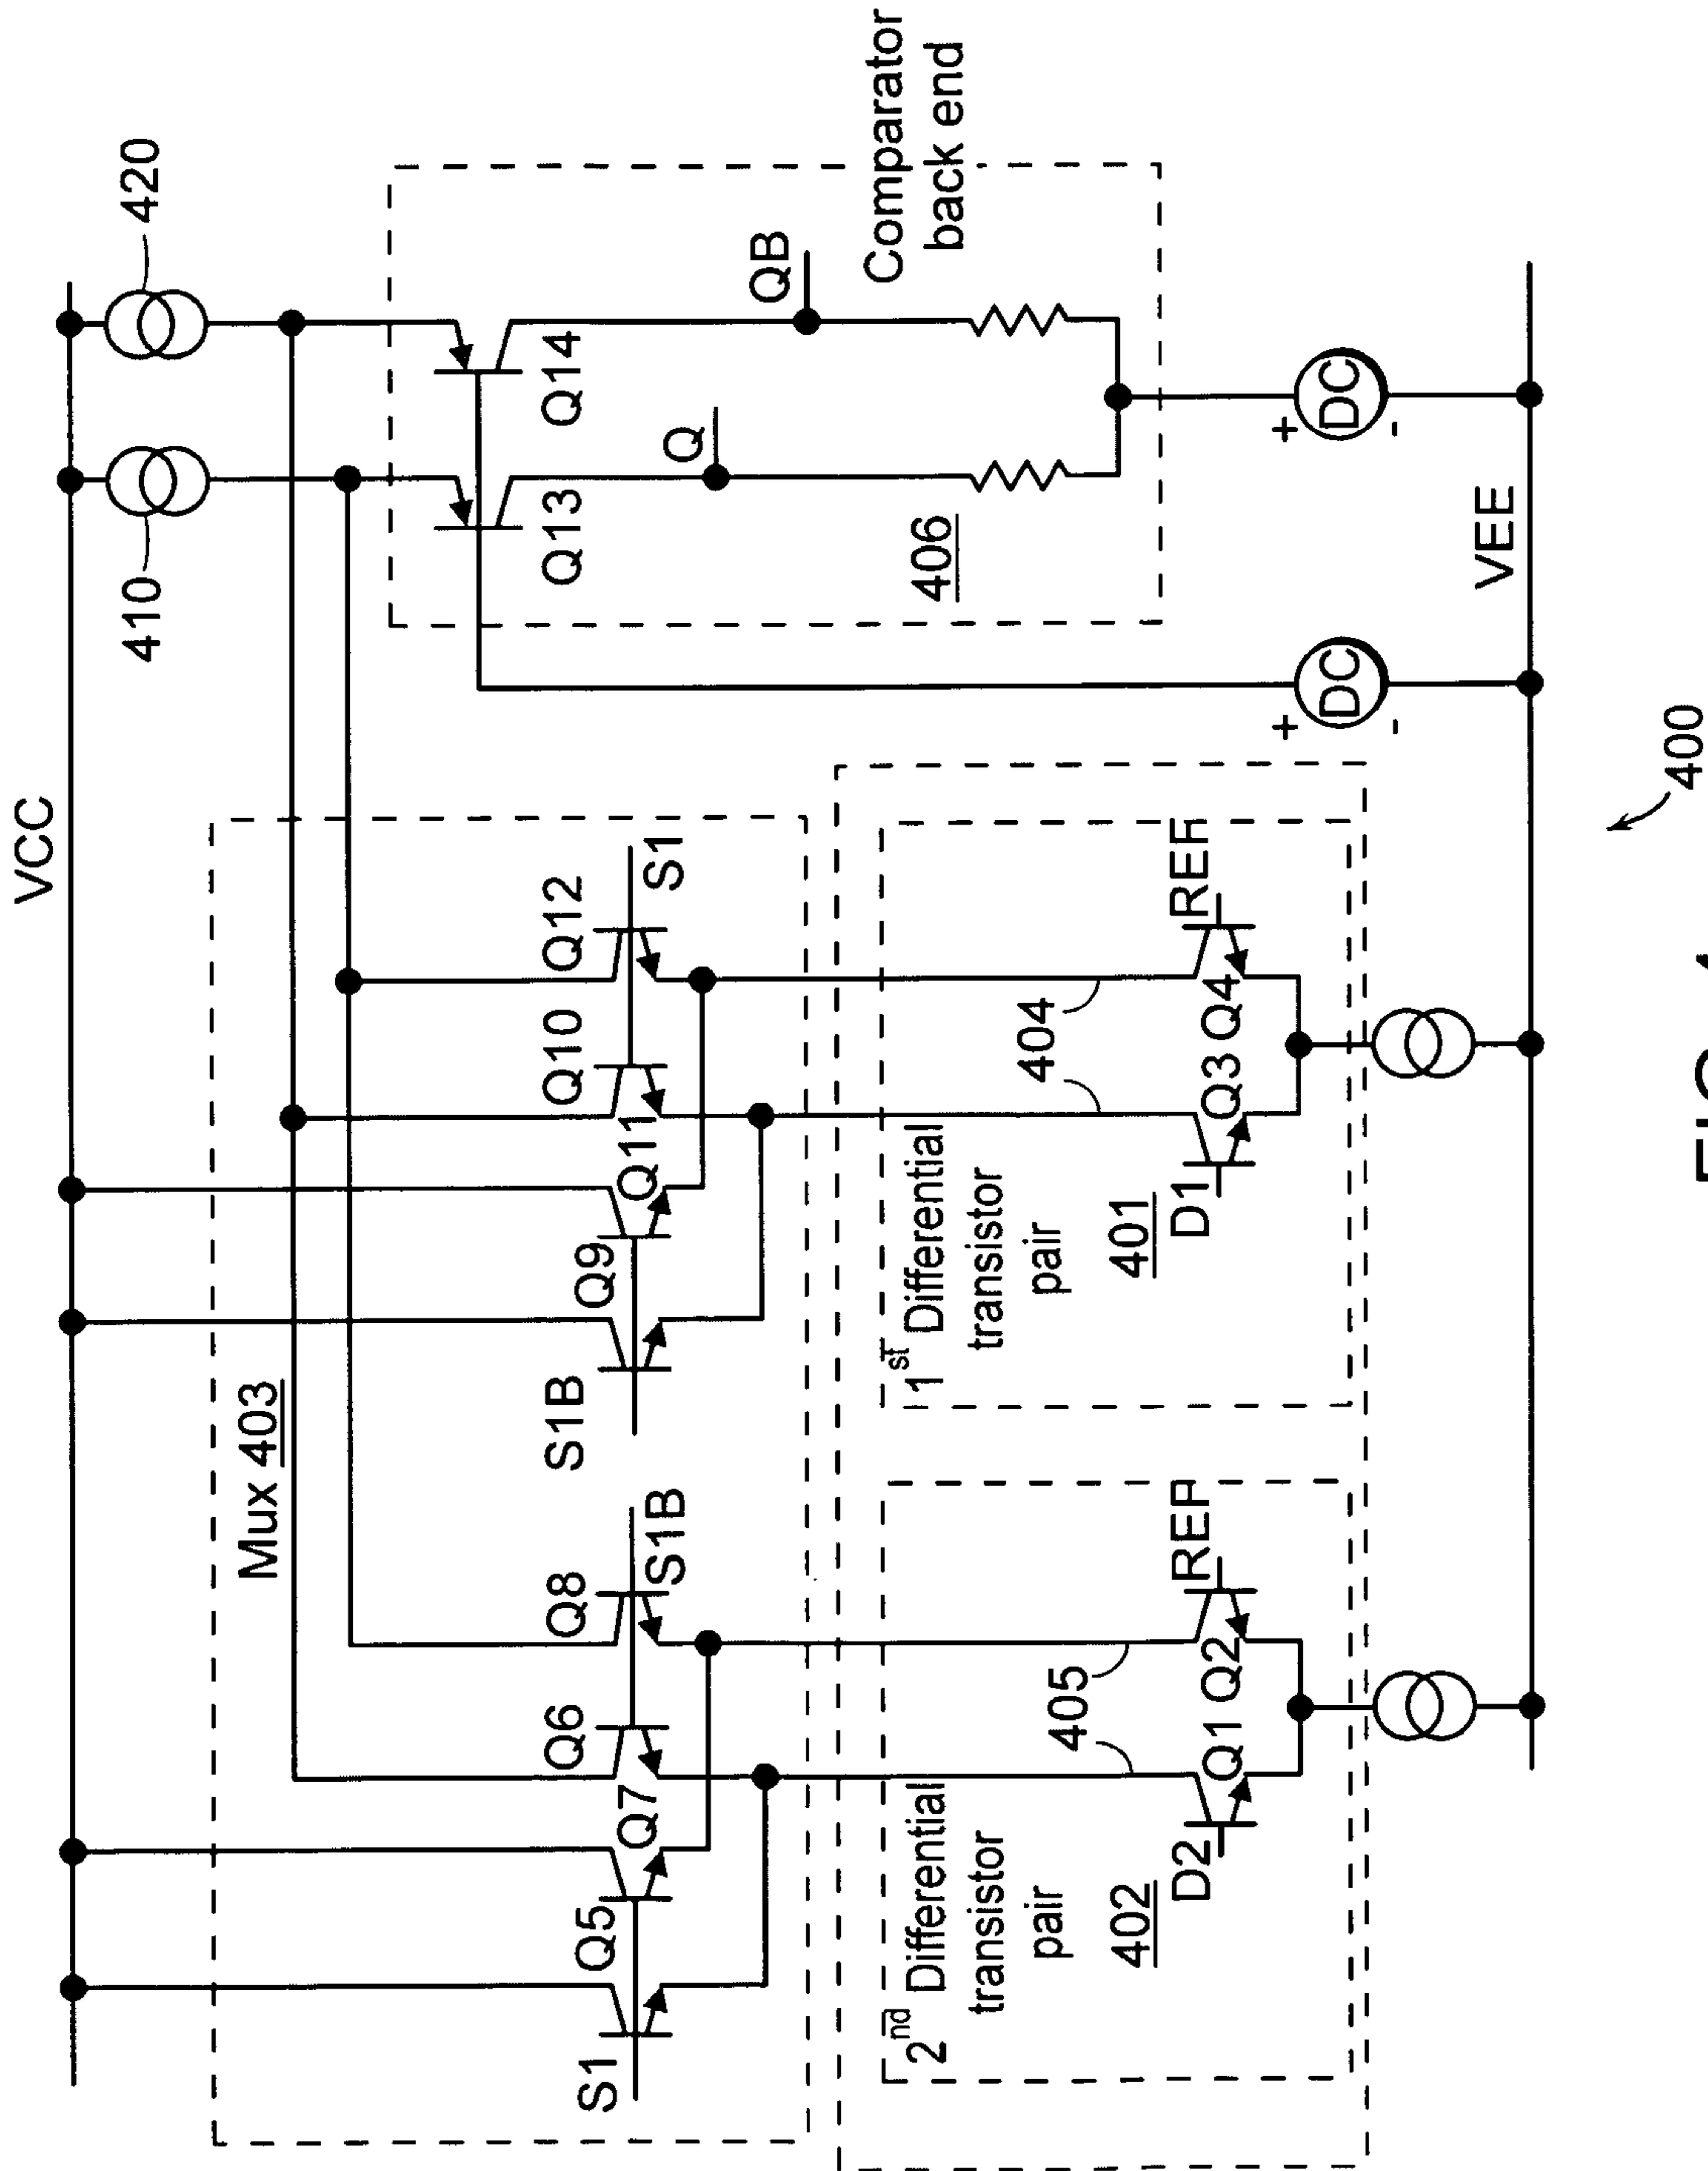 VCC
410
420
Mux 403
S1
Q5
Q7
Q6
Q8
S1B
S1B
Q9
Q11
Q10
Q12
S1
Q13
Q14
Q
QB
406
Comparator
back end
2nd Differential
transistor
pair
402
405
D2
Q1
Q2
REF
1st Differential
transistor
pair
401
404
D1
Q3
Q4
REF
+
DC
-
+
DC
-
VEE
400